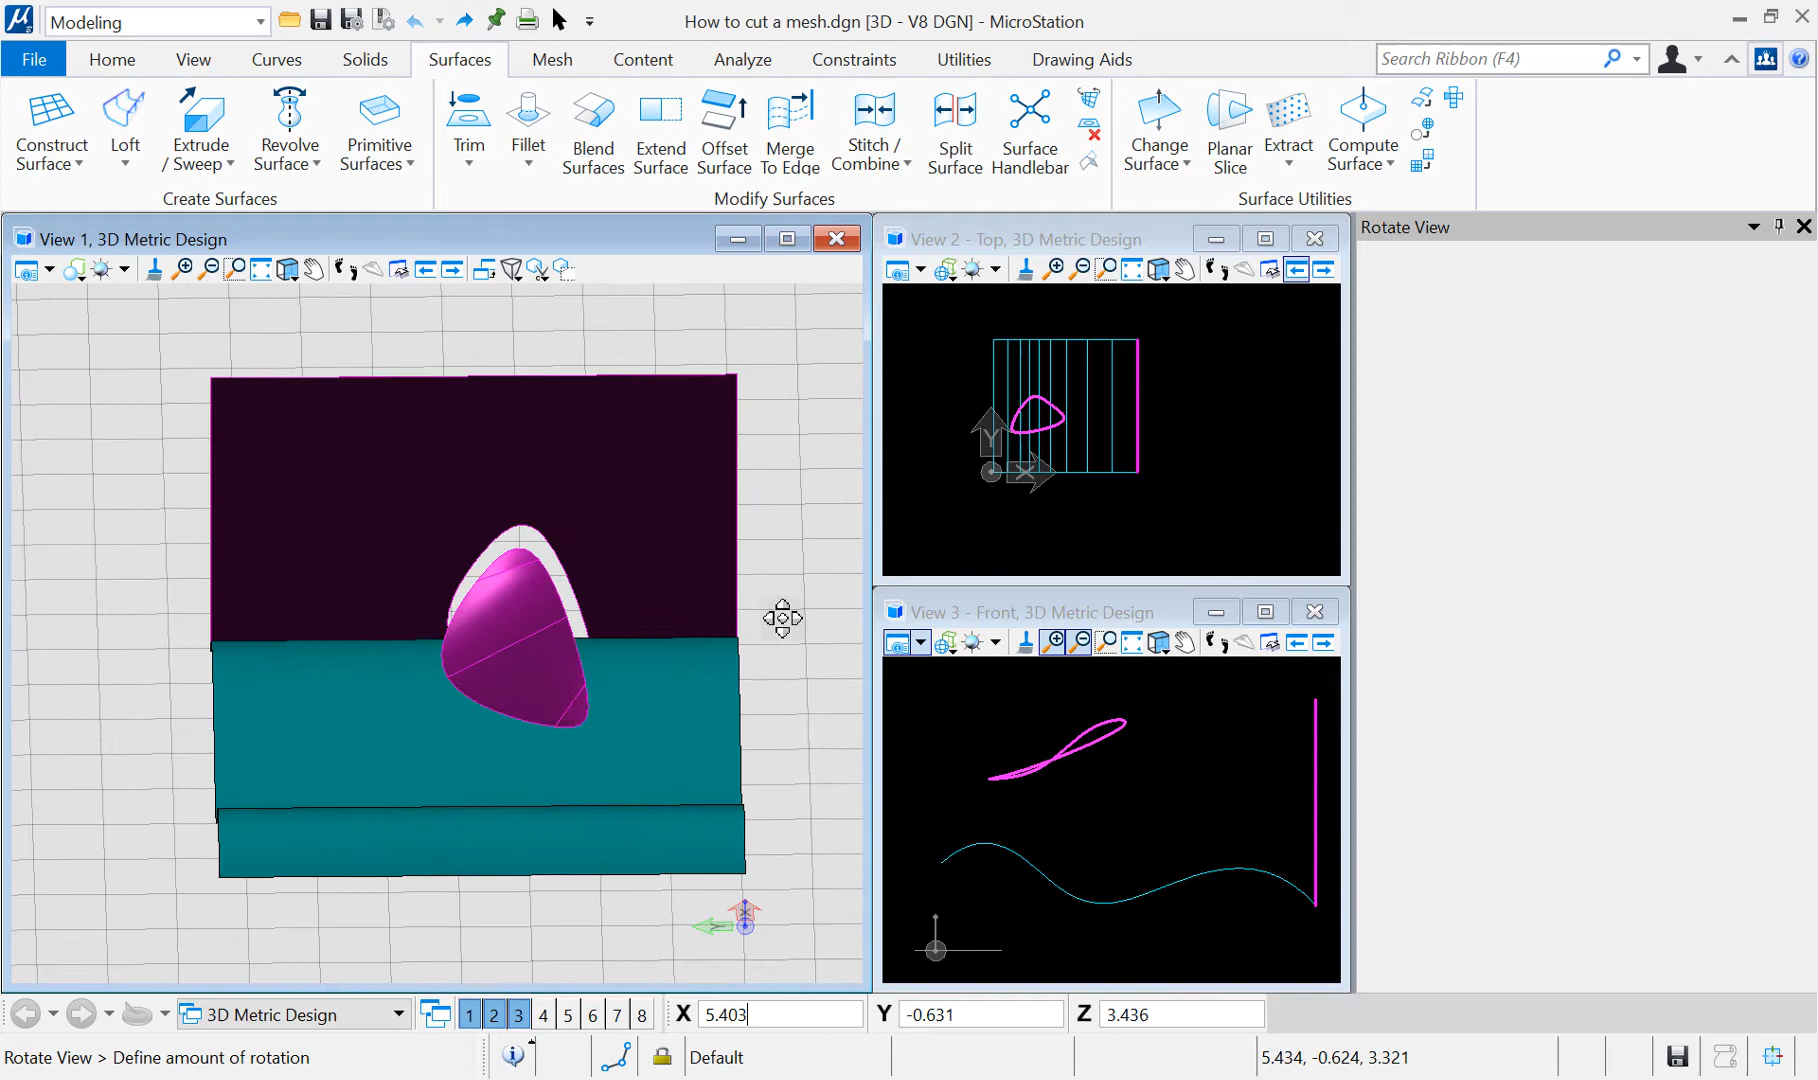 Modeling
How to cut a mesh.dgn [3D - V8 DGN] - MicroStation
File Home View Curves Solids Surfaces Mesh Content Analyze Constraints Utilities Drawing Aids
Search Ribbon (F4)
Construct Surface
Loft
Extrude / Sweep
Revolve Surface
Primitive Surfaces
Trim
Fillet
Blend Surfaces
Extend Surface
Offset Surface
Merge To Edge
Stitch / Combine
Split Surface
Surface Handlebar
Change Surface
Planar Slice
Extract
Compute Surface
Create Surfaces
Modify Surfaces
Surface Utilities
View 1, 3D Metric Design
View 2 - Top, 3D Metric Design
Rotate View
Y
X
View 3 - Front, 3D Metric Design
X
Y
3D Metric Design
1 2 3 4 5 6 7 8
X 5.403
Y -0.631
Z 3.436
Rotate View > Define amount of rotation
Default
5.434, -0.624, 3.321